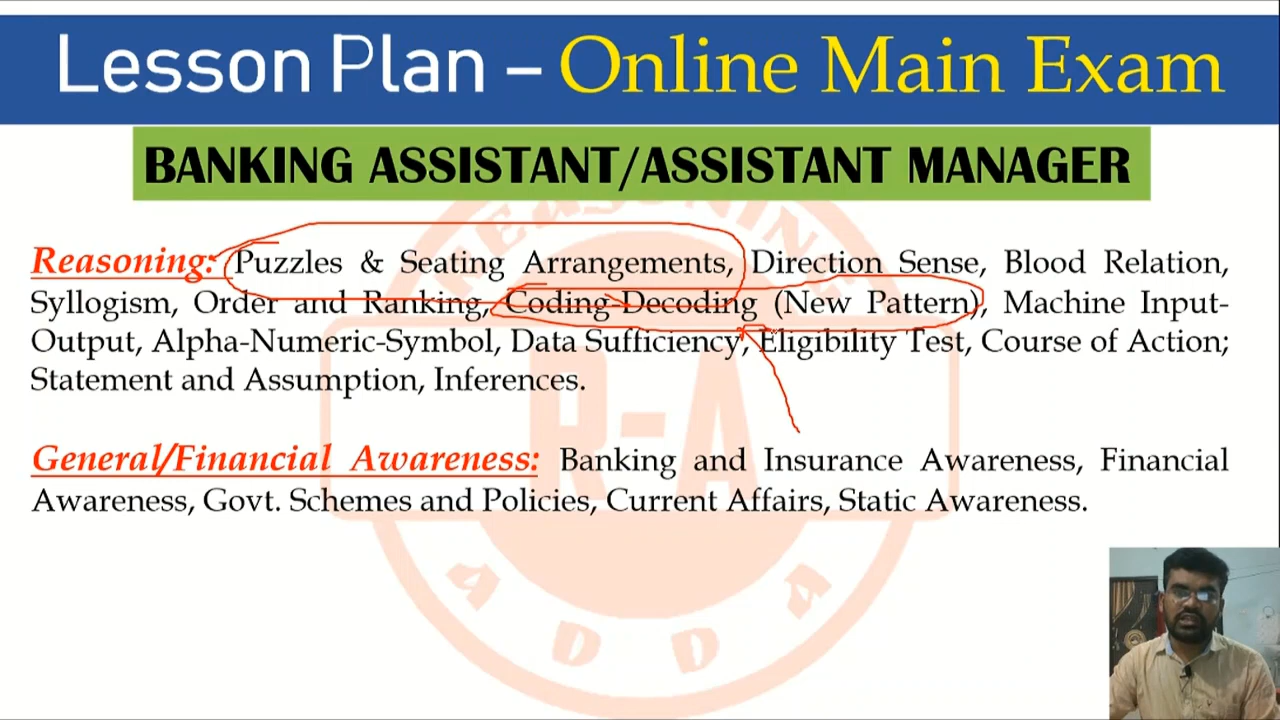 Lesson Plan – Online Main Exam
BANKING ASSISTANT/ASSISTANT MANAGER
Reasoning: Puzzles & Seating Arrangements, Direction Sense, Blood Relation,
Syllogism, Order and Ranking, Coding-Decoding (New Pattern), Machine Input-
Output, Alpha-Numeric-Symbol, Data Sufficiency, Eligibility Test, Course of Action;
Statement and Assumption, Inferences.
General/Financial Awareness: Banking and Insurance Awareness, Financial
Awareness, Govt. Schemes and Policies, Current Affairs, Static Awareness.
REASONING
R-A
ADDA